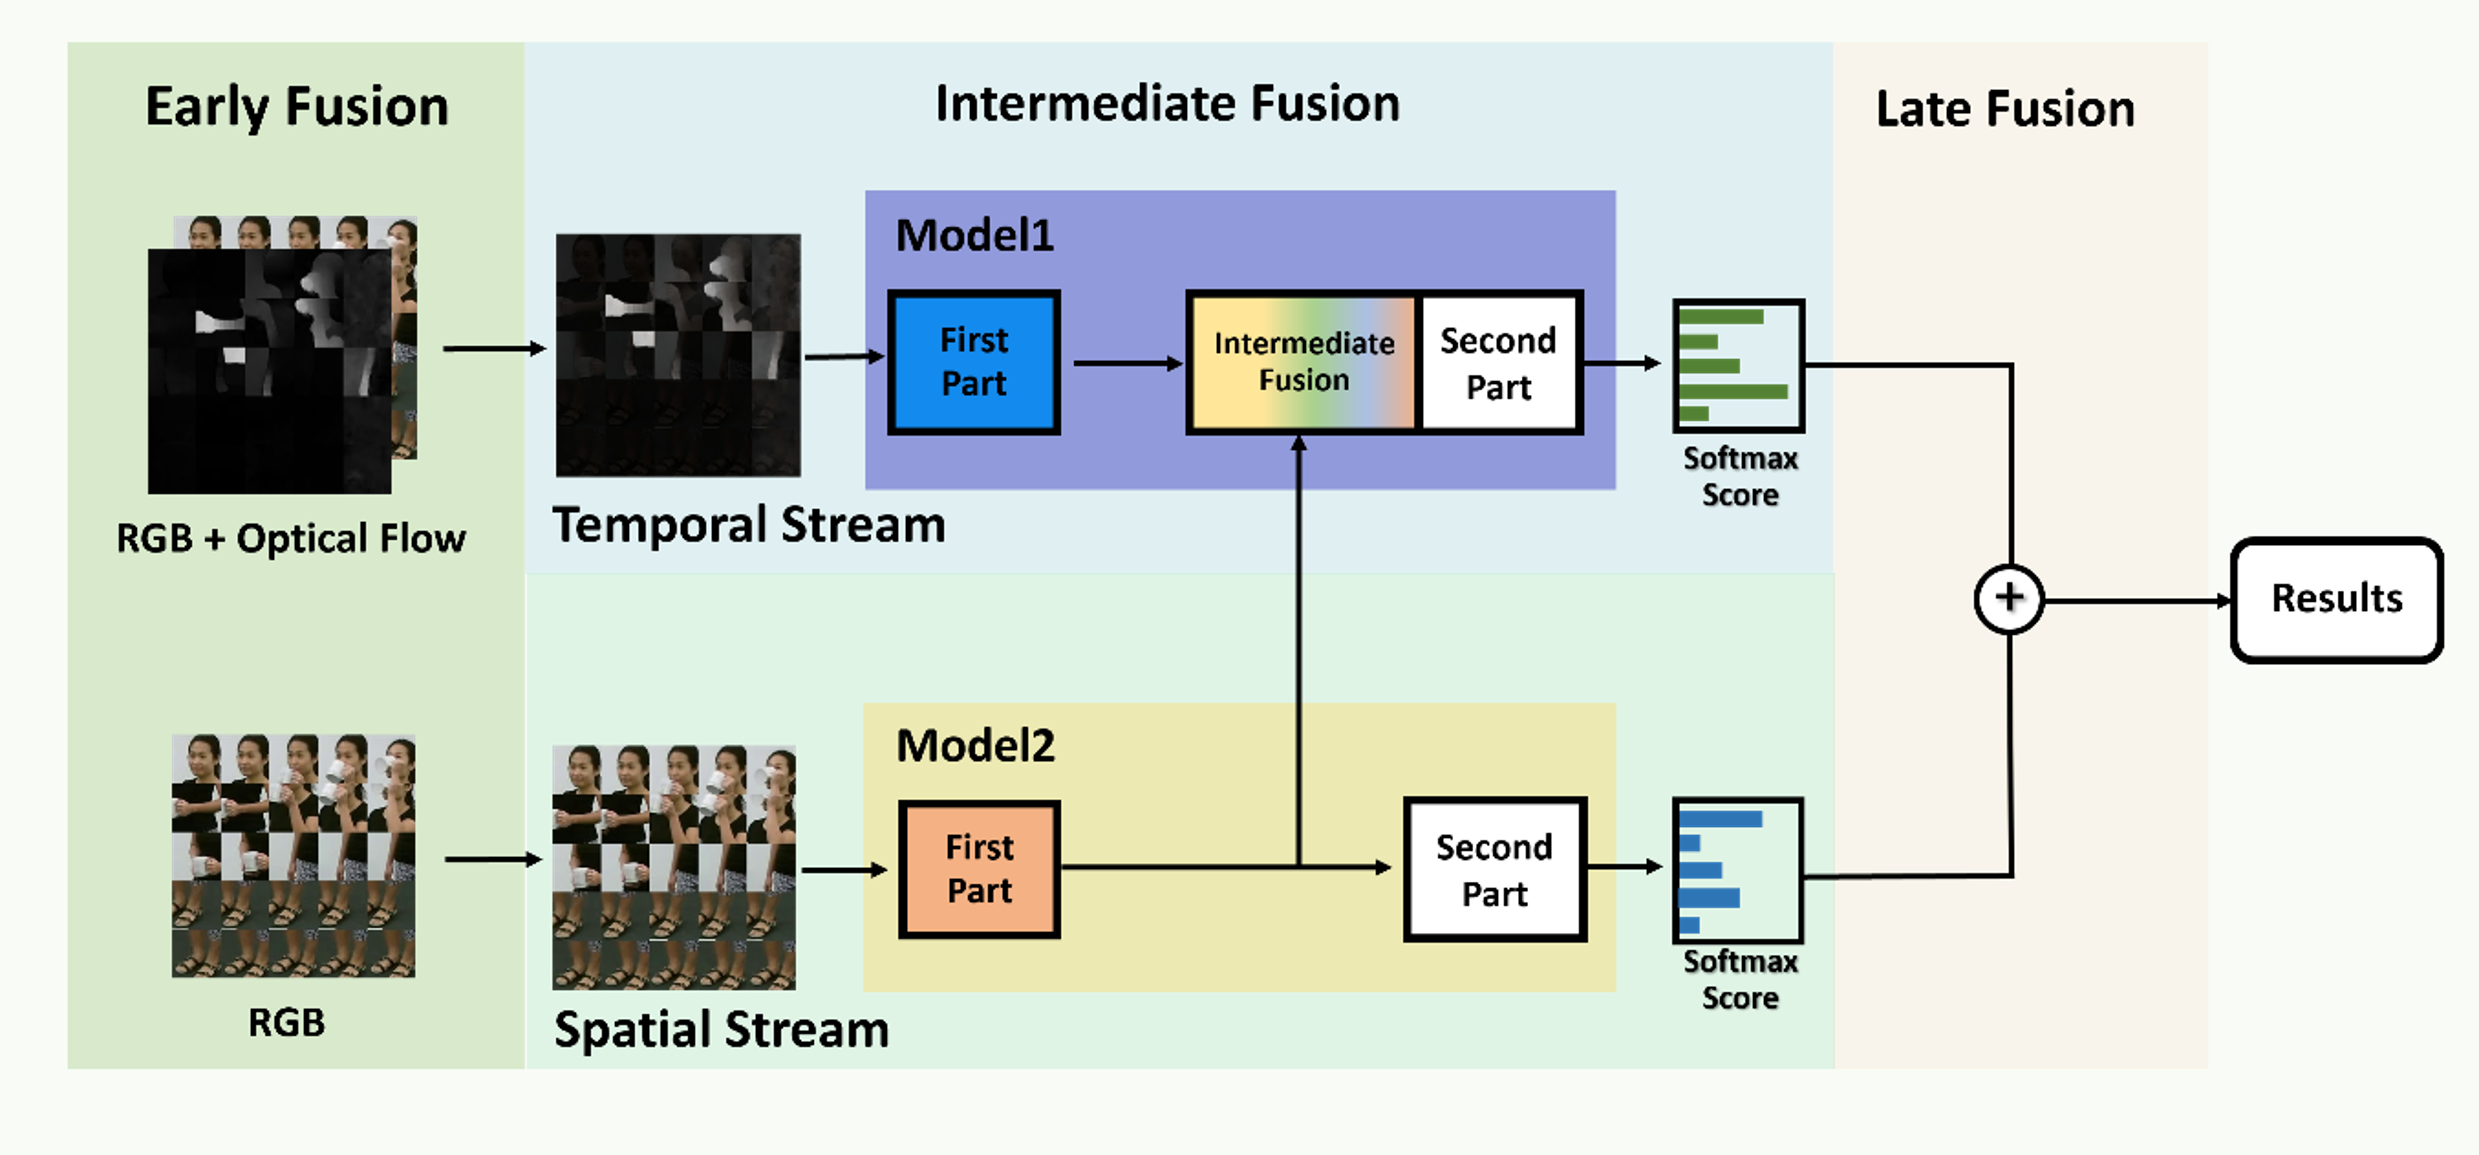 Early Fusion
Intermediate Fusion
Late Fusion
Model1
First
Part
Intermediate
Fusion
Second
Part
Softmax
Score
RGB + Optical Flow
Temporal Stream
+
Results
Model2
First
Part
Second
Part
Softmax
Score
RGB
Spatial Stream